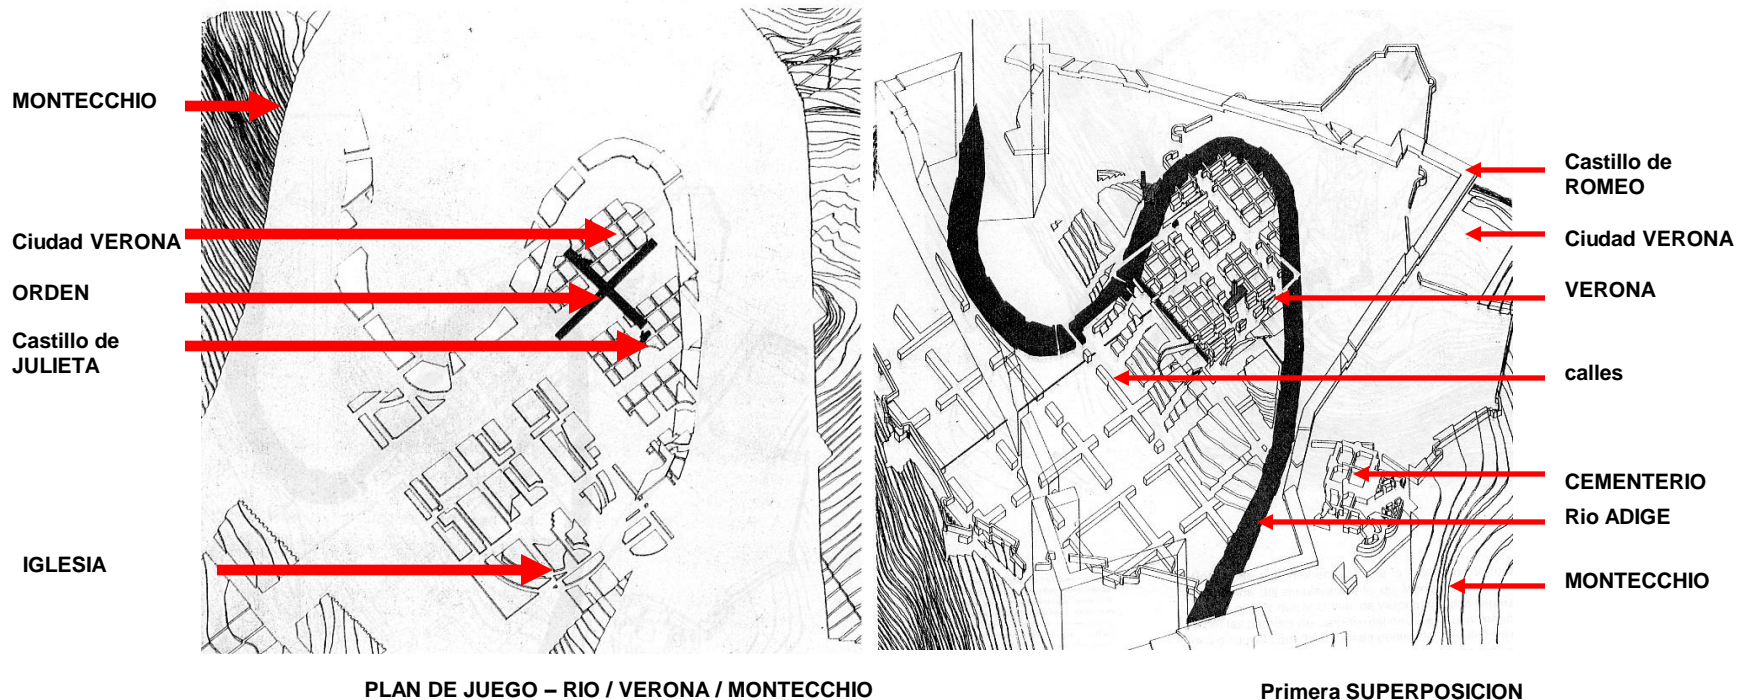 MONTECCHIO
Ciudad VERONA
ORDEN
Castillo de
JULIETA
IGLESIA
Castillo de
ROMEO
Ciudad VERONA
VERONA
calles
CEMENTERIO
Rio ADIGE
MONTECCHIO
PLAN DE JUEGO – RIO / VERONA / MONTECCHIO
Primera SUPERPOSICION